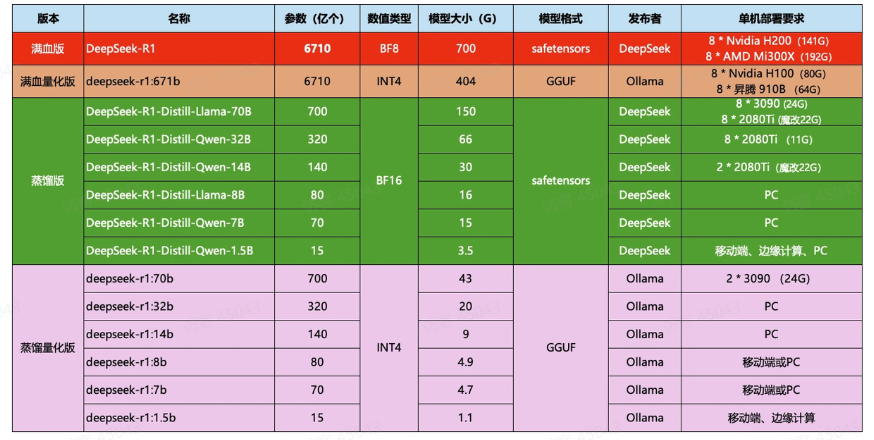 版本 名称 参数（亿个） 数值类型 模型大小（G） 模型格式 发布者 单机部署要求
满血版 DeepSeek-R1 6710 BF8 700 safetensors DeepSeek 8 * Nvidia H200 (141G)
8 * AMD Mi300X (192G)
满血量化版 deepseek-r1:671b 6710 INT4 404 GGUF Ollama 8 * Nvidia H100 (80G)
8 * 昇腾 910B (64G)
蒸馏版 BF16 safetensors
DeepSeek-R1-Distill-Llama-70B 700 150 DeepSeek 8 * 3090 (24G)
8 * 2080Ti (魔改22G)
DeepSeek-R1-Distill-Qwen-32B 320 66 DeepSeek 8 * 2080Ti (11G)
DeepSeek-R1-Distill-Qwen-14B 140 30 DeepSeek 2 * 2080Ti (魔改22G)
DeepSeek-R1-Distill-Llama-8B 80 16 DeepSeek PC
DeepSeek-R1-Distill-Qwen-7B 70 15 DeepSeek PC
DeepSeek-R1-Distill-Qwen-1.5B 15 3.5 DeepSeek 移动端、边缘计算、PC
蒸馏量化版 INT4 GGUF
deepseek-r1:70b 700 43 Ollama 2 * 3090 (24G)
deepseek-r1:32b 320 20 Ollama PC
deepseek-r1:14b 140 9 Ollama PC
deepseek-r1:8b 80 4.9 Ollama 移动端或PC
deepseek-r1:7b 70 4.7 Ollama 移动端或PC
deepseek-r1:1.5b 15 1.1 Ollama 移动端、边缘计算